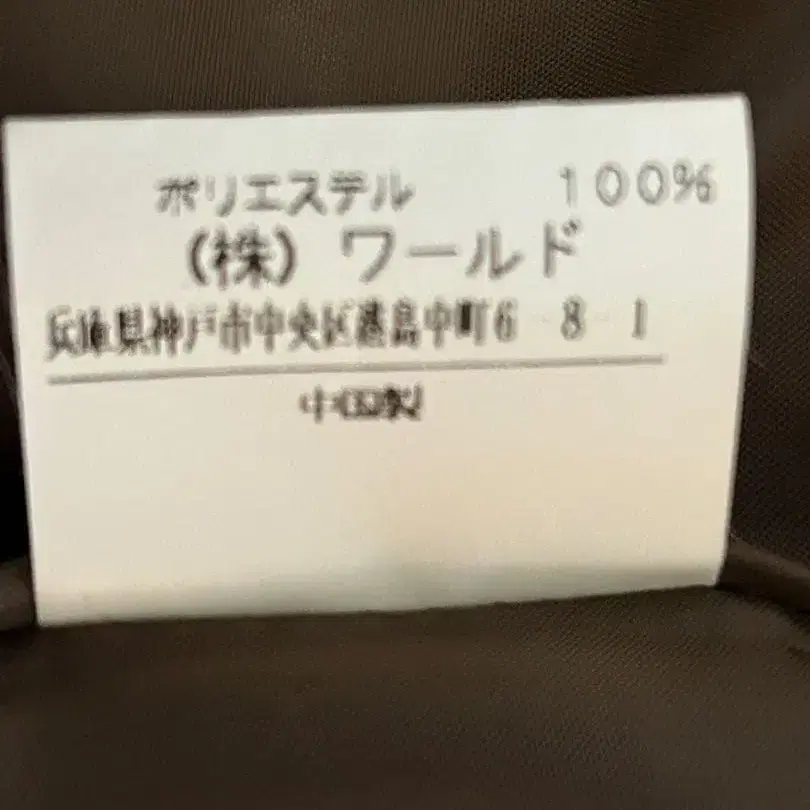 ポリエステル 100%
(株) ワールド
兵庫県神戸市中央区港島中町6 8 1
中国製